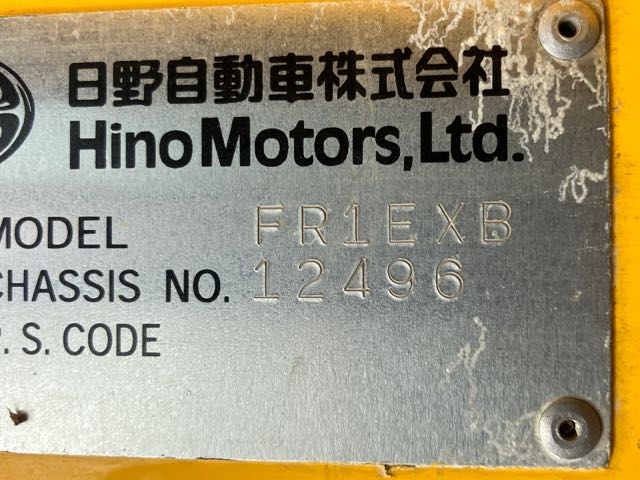 日野自動車株式会社
Hino Motors, Ltd.
MODEL FR1EXB
CHASSIS NO. 12496
P. S. CODE